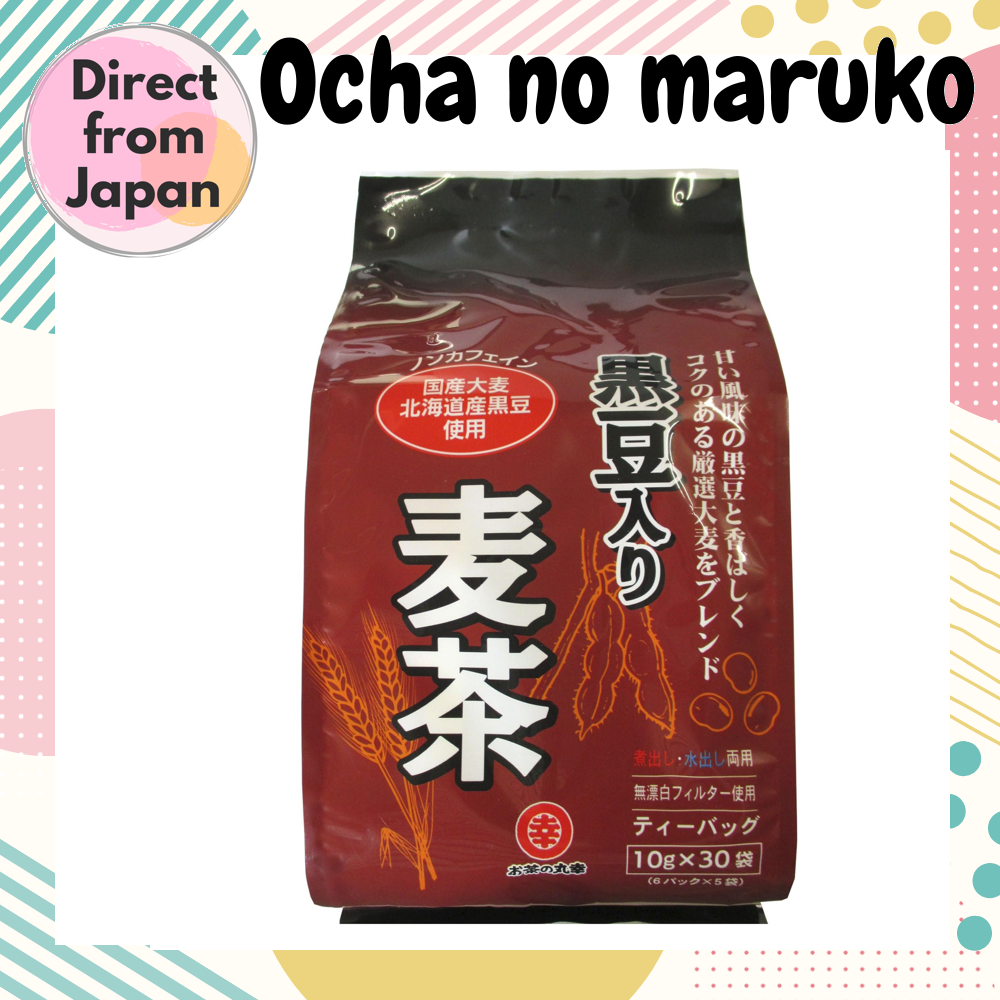 Direct
from
Japan
Ocha no maruko
ノンカフェイン
国産大麦
北海道産黒豆
使用
甘い風味の黒豆と香ばしく
コクのある厳選大麦をブレンド
黒豆入り
麦茶
煮出し・水出し両用
無漂白フィルター使用
ティーバッグ
10g×30袋
(6パック×5袋)
幸
お茶の丸幸